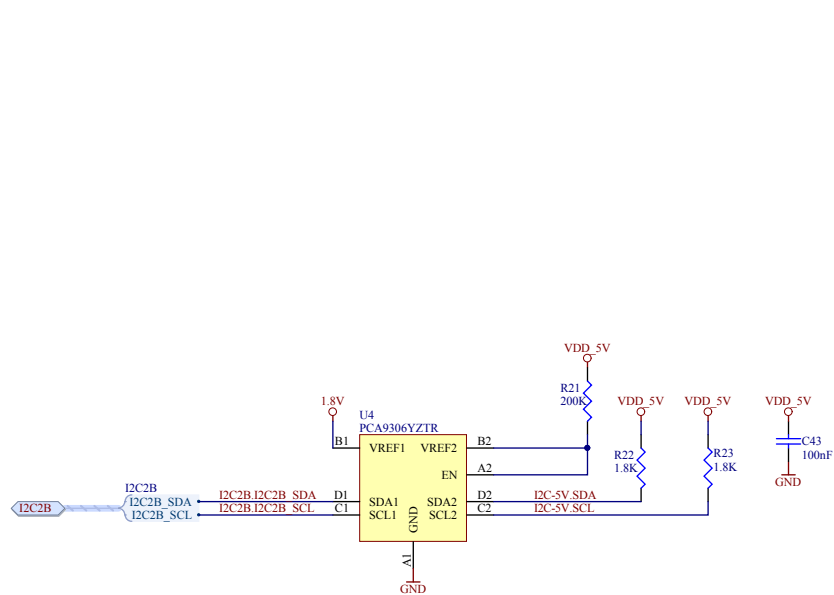 VDD_5V
R21
200K
1.8V
VDD_5V
VDD_5V
VDD_5V
U4
PCA9306YZTR
B1
VREF1
VREF2
B2
C43
100nF
R22
1.8K
R23
1.8K
EN
A2
GND
I2C2B
I2C2B_SDA
I2C2B.I2C2B_SDA
D1
SDA1
SDA2
D2
I2C-5V.SDA
I2C2B
I2C2B_SCL
I2C2B.I2C2B_SCL
C1
SCL1
GND
SCL2
C2
I2C-5V.SCL
A1
GND